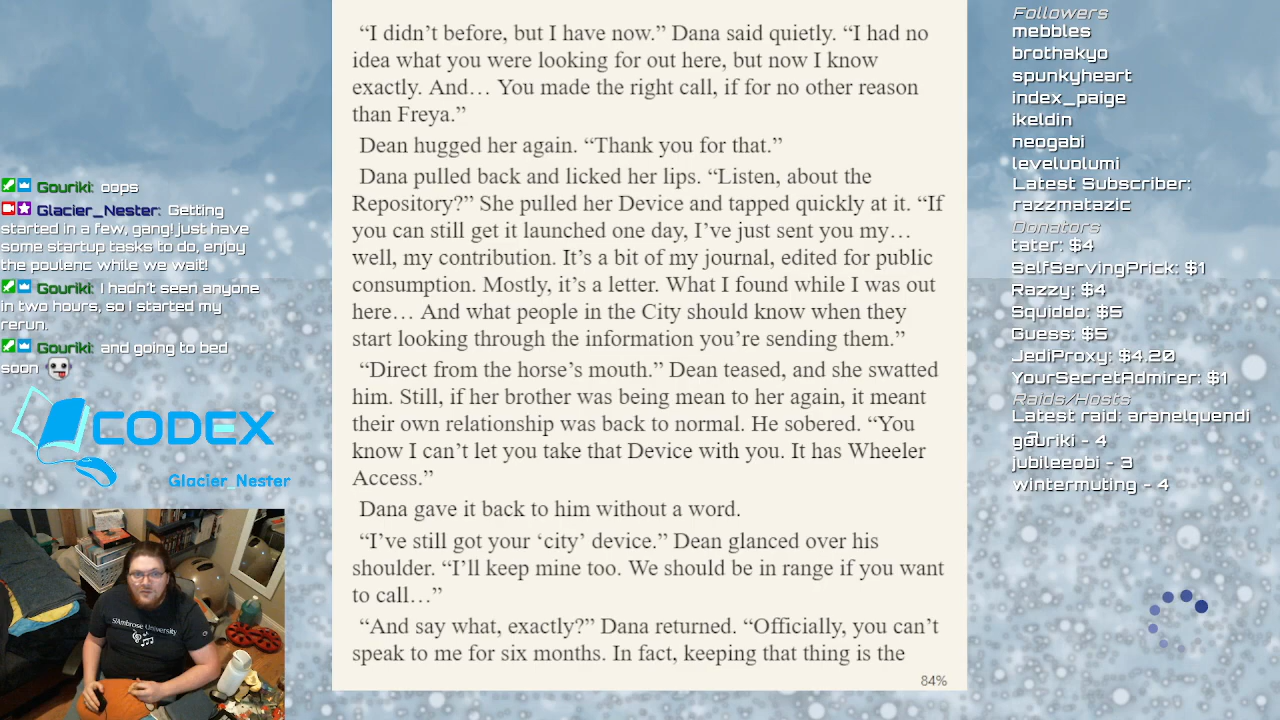 Gouriki: oops
Glacier_Nester: Getting
started in a few, gang! just have
some startup tasks to do, enjoy
the poulenc while we wait!
Gouriki: I hadn't seen anyone
in two hours, so I started my
rerun.
Gouriki: and going to bed
soon
CODEX
Glacier_Nester
St. Ambrose University
“I didn’t before, but I have now.” Dana said quietly. “I had no
idea what you were looking for out here, but now I know
exactly. And… You made the right call, if for no other reason
than Freya.”
Dean hugged her again. “Thank you for that.”
Dana pulled back and licked her lips. “Listen, about the
Repository?” She pulled her Device and tapped quickly at it. “If
you can still get it launched one day, I’ve just sent you my…
well, my contribution. It’s a bit of my journal, edited for public
consumption. Mostly, it’s a letter. What I found while I was out
here… And what people in the City should know when they
start looking through the information you’re sending them.”
“Direct from the horse’s mouth.” Dean teased, and she swatted
him. Still, if her brother was being mean to her again, it meant
their own relationship was back to normal. He sobered. “You
know I can’t let you take that Device with you. It has Wheeler
Access.”
Dana gave it back to him without a word.
“I’ve still got your ‘city’ device.” Dean glanced over his
shoulder. “I’ll keep mine too. We should be in range if you want
to call…”
“And say what, exactly?” Dana returned. “Officially, you can’t
speak to me for six months. In fact, keeping that thing is the
84%
Followers
mebbles
brothakyo
spunkyheart
index_paige
ikeldin
neogabi
leveluolumi
Latest Subscriber:
razzmatazic
Donators
tater: $4
SelfServingPrick: $1
Razzy: $4
Squiddo: $5
Guess: $5
JediProxy: $4.20
YourSecretAdmirer: $1
Raids/Hosts
Latest raid: aranelquendi
gouriki - 4
jubileebi - 3
wintermuting - 4